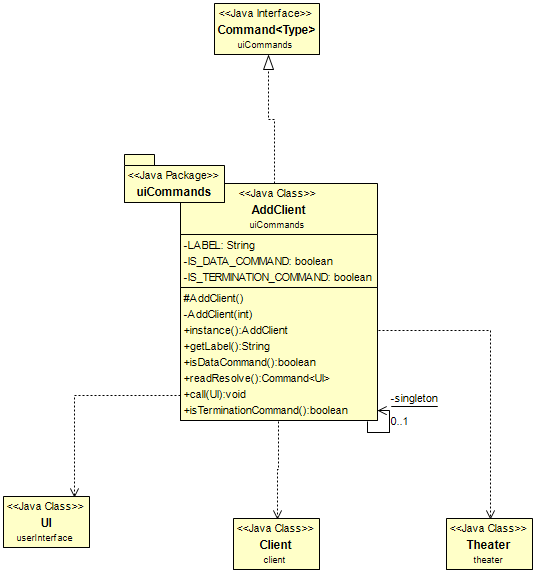 <<Java Interface>>
Command<Type>
uiCommands
<<Java Package>>
uiCommands
<<Java Class>>
AddClient
uiCommands
-LABEL: String
-IS_DATA_COMMAND: boolean
-IS_TERMINATION_COMMAND: boolean
#AddClient()
-AddClient(int)
+instance():AddClient
+getLabel():String
+isDataCommand():boolean
+readResolve():Command<UI>
+call(UI):void
+isTerminationCommand():boolean
-singleton
0..1
<<Java Class>>
UI
userInterface
<<Java Class>>
Client
client
<<Java Class>>
Theater
theater